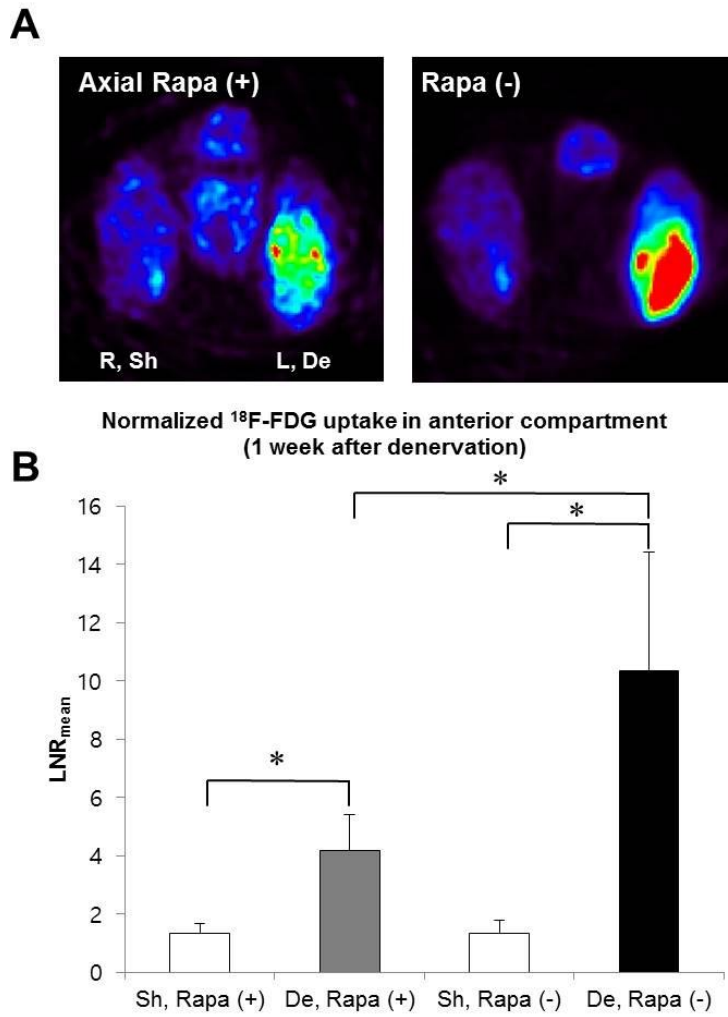 A
Axial Rapa (+)
Rapa (-)
R, Sh
L, De
Normalized ¹⁸F-FDG uptake in anterior compartment
(1 week after denervation)
B
16
14
12
10
8
6
4
2
0
LNRmean
*
*
*
Sh, Rapa (+)
De, Rapa (+)
Sh, Rapa (-)
De, Rapa (-)